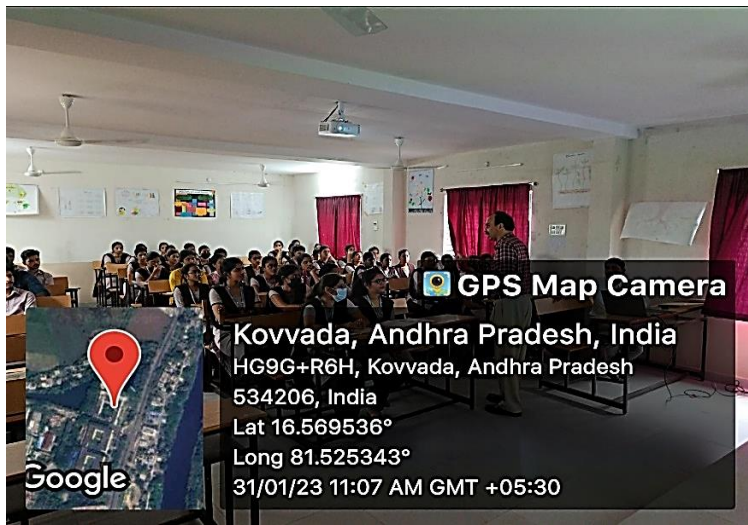 GPS Map Camera
Kovvada, Andhra Pradesh, India
HG9G+R6H, Kovvada, Andhra Pradesh
534206, India
Lat 16.569536°
Long 81.525343°
31/01/23 11:07 AM GMT +05:30
Google